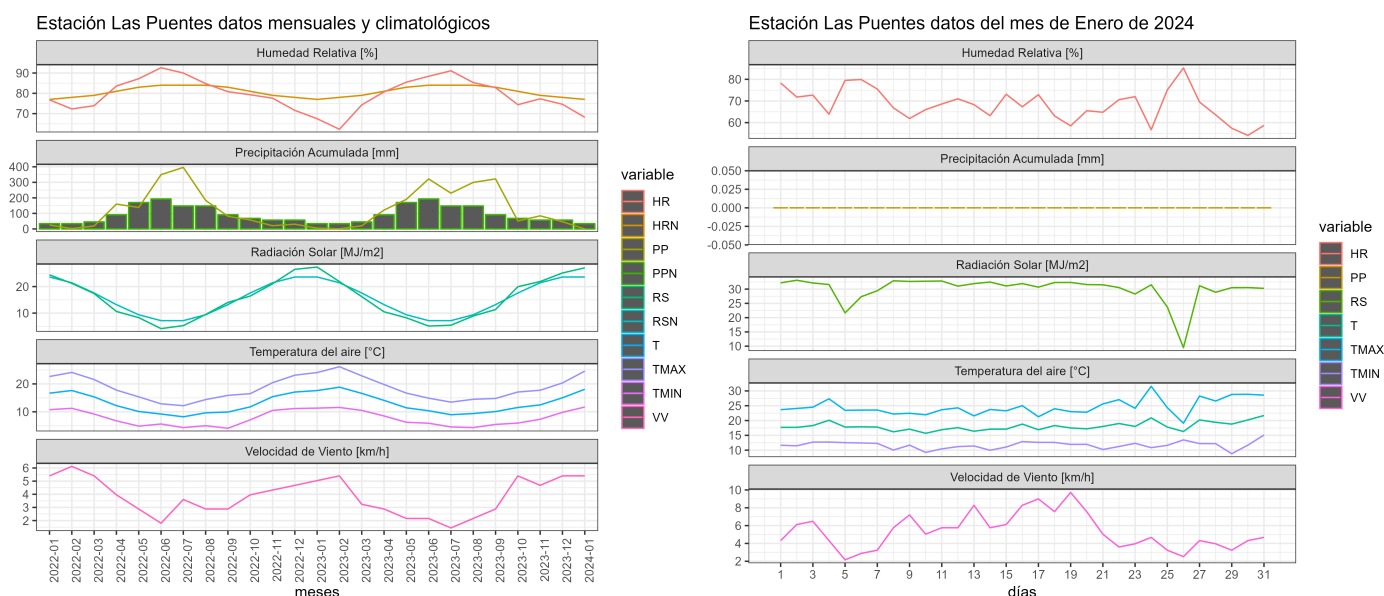 Estación Las Puentes datos mensuales y climatológicos
Humedad Relativa [%]
90
80
70
Precipitación Acumulada [mm]
400
300
200
100
0
Radiación Solar [MJ/m2]
20
10
Temperatura del aire [°C]
20
10
Velocidad de Viento [km/h]
6
5
4
3
2
2022-01
2022-02
2022-03
2022-04
2022-05
2022-06
2022-07
2022-08
2022-09
2022-10
2022-11
2022-12
2023-01
2023-02
2023-03
2023-04
2023-05
2023-06
2023-07
2023-08
2023-09
2023-10
2023-11
2023-12
2024-01
meses
variable
HR
HRN
PP
PPN
RS
RSN
T
TMAX
TMIN
VV
Estación Las Puentes datos del mes de Enero de 2024
Humedad Relativa [%]
80
70
60
Precipitación Acumulada [mm]
0.050
0.025
0.000
-0.025
-0.050
Radiación Solar [MJ/m2]
30
25
20
15
10
Temperatura del aire [°C]
30
25
20
15
10
Velocidad de Viento [km/h]
10
8
6
4
2
1 3 5 7 9 11 13 15 17 19 21 23 25 27 29 31
días
variable
HR
PP
RS
T
TMAX
TMIN
VV